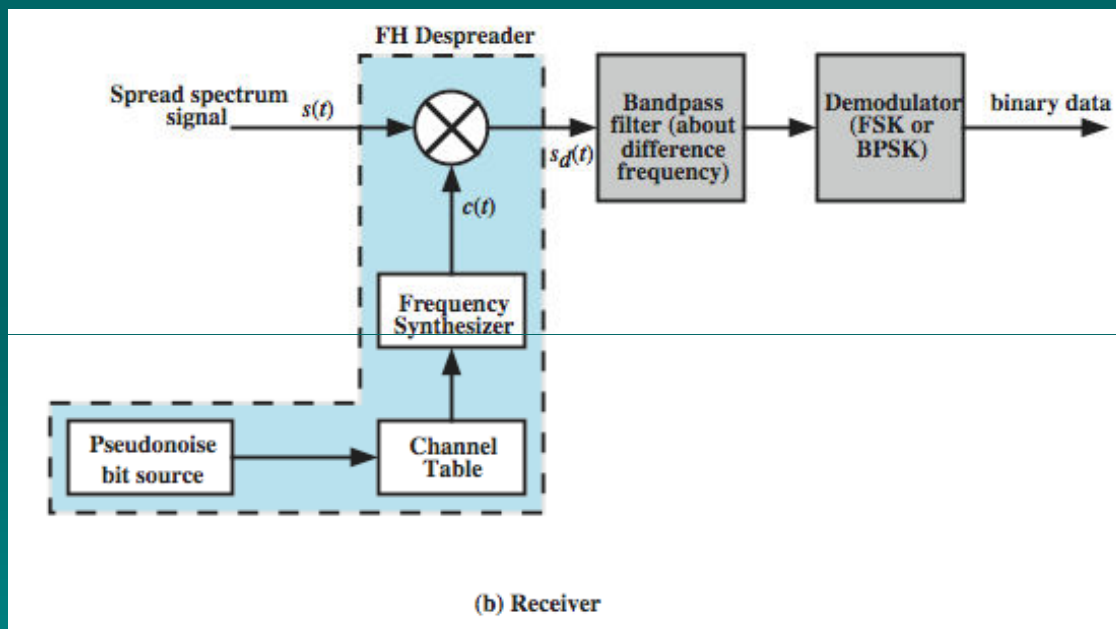 FH Despreader
Spread spectrum
signal
s(t)
sd(t)
c(t)
Bandpass
filter (about
difference
frequency)
Demodulator
(FSK or
BPSK)
binary data
Frequency
Synthesizer
Pseudonoise
bit source
Channel
Table
(b) Receiver